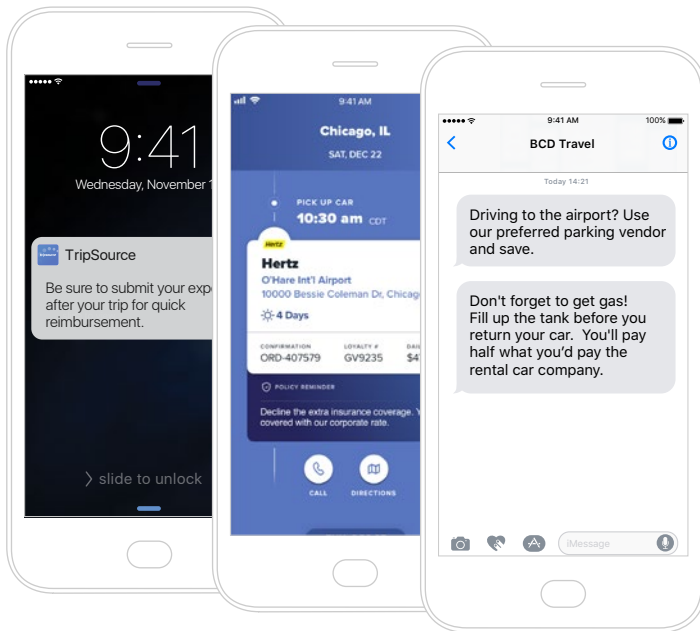 9:41
Wednesday, November 1
TripSource
Be sure to submit your exp
after your trip for quick
reimbursement.
slide to unlock
9:41 AM
Chicago, IL
SAT, DEC 22
PICK UP CAR
10:30 am CDT
Hertz
Hertz
O'Hare Int'l Airport
10000 Bessie Coleman Dr, Chicag
4 Days
CONFIRMATION LOYALTY # DAIL
ORD-407579 GV9235 $4
POLICY REMINDER
Decline the extra insurance coverage. Y
covered with our corporate rate.
CALL DIRECTIONS
9:41 AM 100%
BCD Travel
Today 14:21
Driving to the airport? Use
our preferred parking vendor
and save.
Don't forget to get gas!
Fill up the tank before you
return your car. You'll pay
half what you'd pay the
rental car company.
iMessage